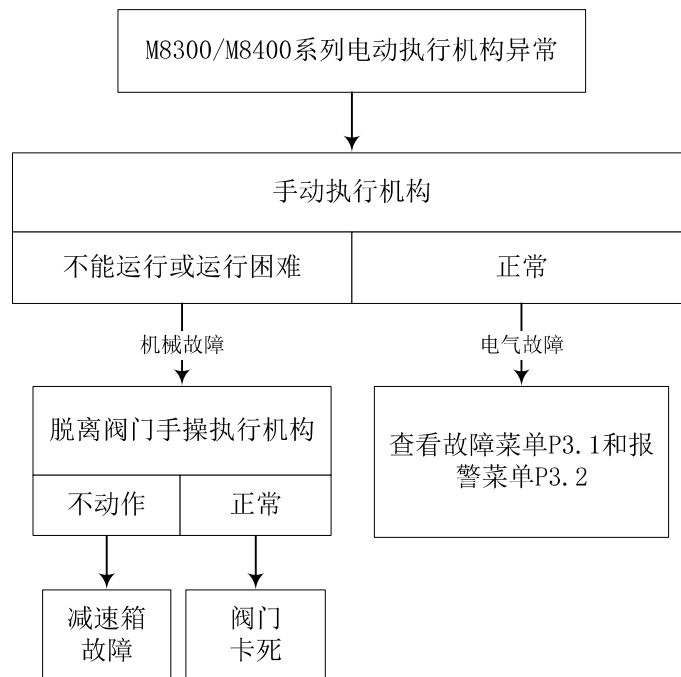 M8300/M8400系列电动执行机构异常
手动执行机构
不能运行或运行困难
正常
机械故障
电气故障
脱离阀门手操执行机构
不动作
正常
查看故障菜单P3.1和报
警菜单P3.2
减速箱
故障
阀门
卡死